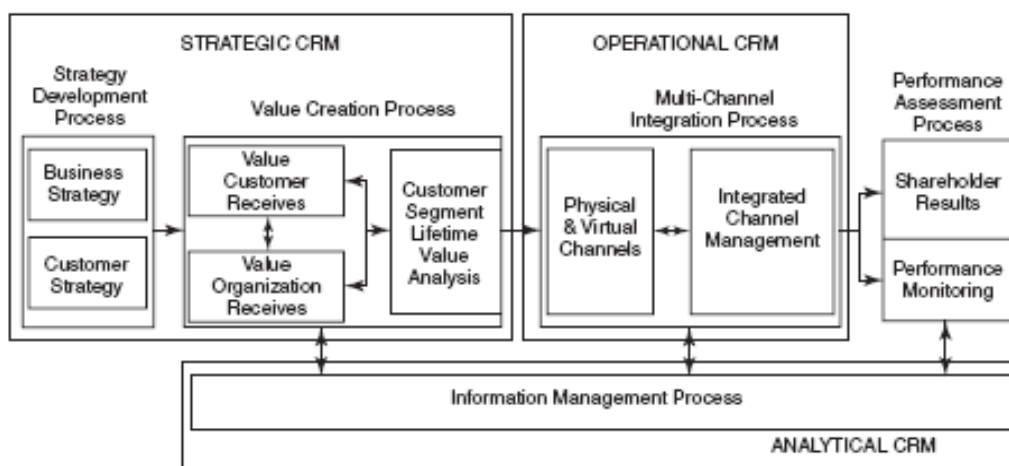 STRATEGIC CRM
Strategy
Development
Process
Business
Strategy
Customer
Strategy
Value Creation Process
Value
Customer
Receives
Value
Organization
Receives
Customer
Segment
Lifetime
Value
Analysis
OPERATIONAL CRM
Multi-Channel
Integration Process
Physical
& Virtual
Channels
Integrated
Channel
Management
Performance
Assessment
Process
Shareholder
Results
Performance
Monitoring
Information Management Process
ANALYTICAL CRM